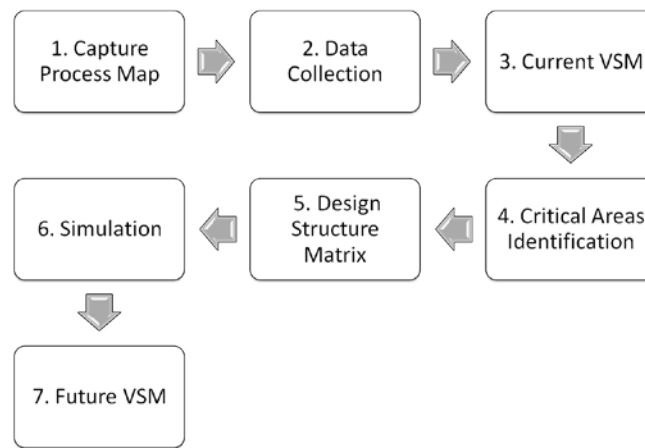 1. Capture
Process Map
2. Data
Collection
3. Current VSM
4. Critical Areas
Identification
5. Design
Structure
Matrix
6. Simulation
7. Future VSM